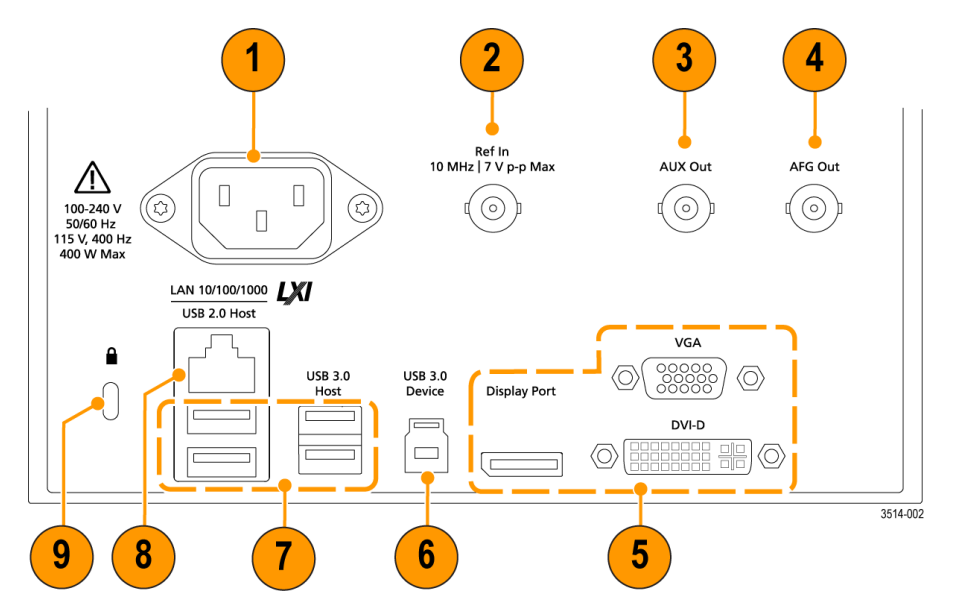 1
2
3
4
Ref In
10 MHz | 7 V p-p Max
AUX Out
AFG Out
100-240 V
50/60 Hz
115 V, 400 Hz
400 W Max
LAN 10/100/1000
LXI
USB 2.0 Host
USB 3.0
Host
USB 3.0
Device
Display Port
VGA
DVI-D
3514-002
9
8
7
6
5